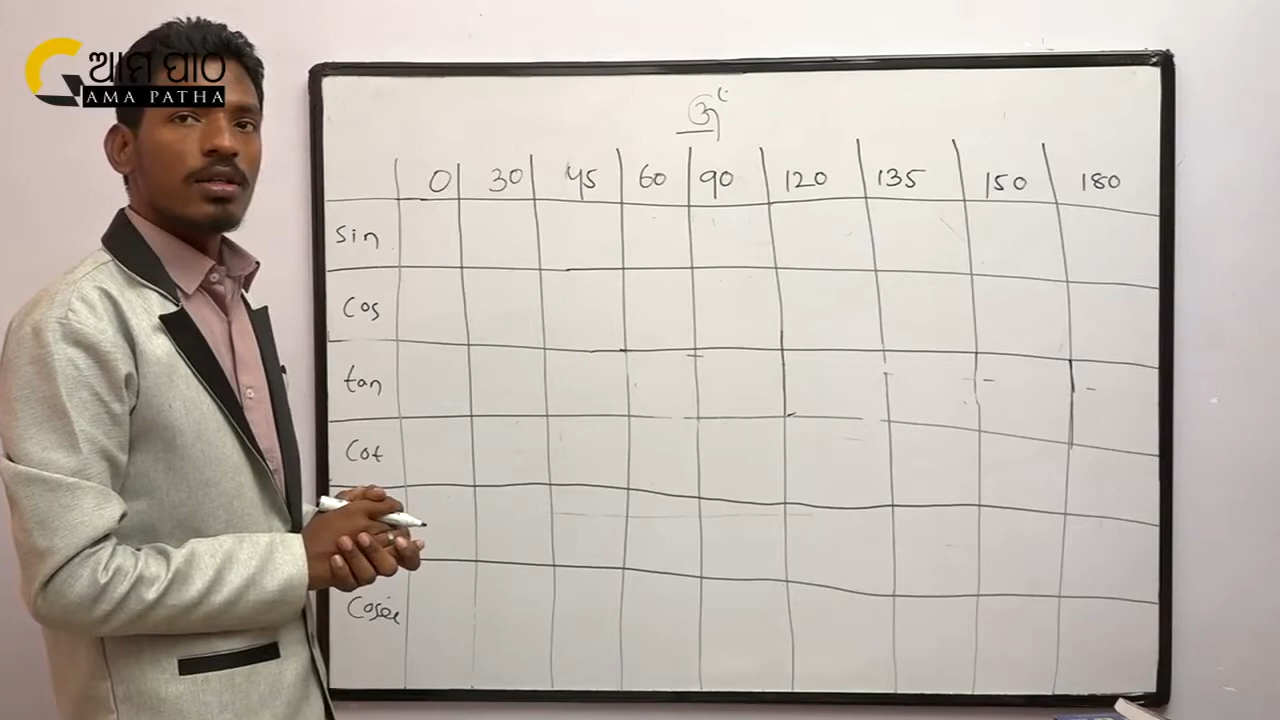 ଆମ ପାଠ
AMA PATHA
0 30 45 60 90 120 135 150 180
Sin
Cos
tan
Cot
Cosec